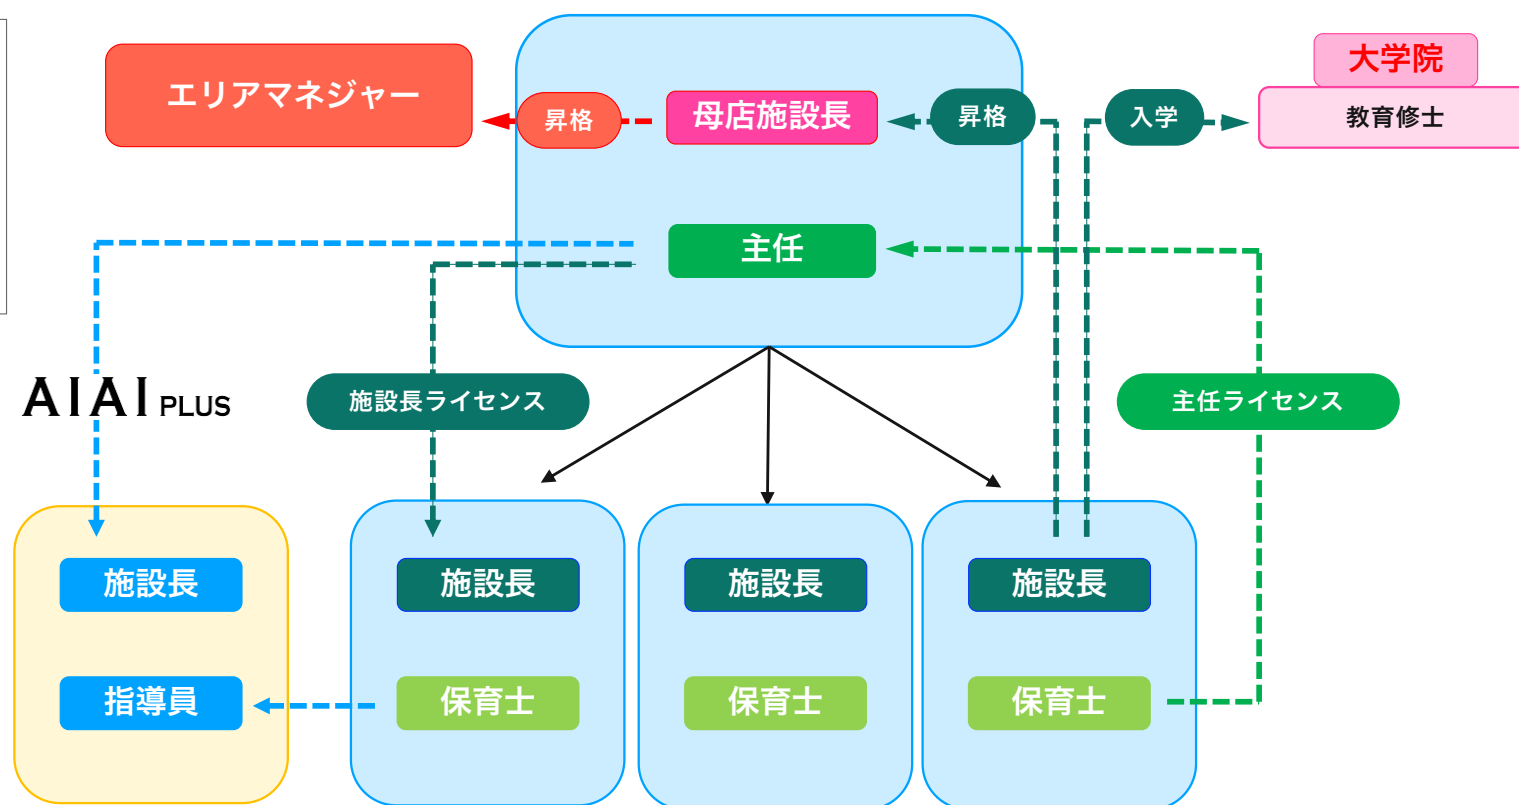 大学院
エリアマネジャー
昇格
母店施設長
昇格
入学
教育修士
主任
AIAI PLUS
施設長ライセンス
主任ライセンス
施設長
施設長
施設長
施設長
指導員
保育士
保育士
保育士